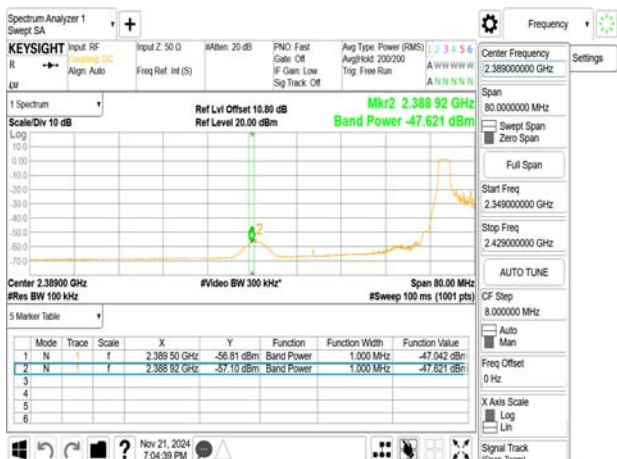 Spectrum Analyzer 1
Swept SA
+
Frequency
KEYSIGHT
Input: RF
Coupling: DC
Align: Auto
Input Z: 50 Ω
Freq Ref: Int (S)
#Atten: 20 dB
PNO: Fast
Gate: Off
IF Gain: Low
Sig Track: Off
Avg Type: Power (RMS)
Avg|Hold: 200/200
Trig: Free Run
1 2 3 4 5 6
A W W W W W
A N N N N N
R
LVI
1 Spectrum
Scale/Div 10 dB
Ref Lvl Offset 10.80 dB
Ref Level 20.00 dBm
Mkr2 2.388 92 GHz
Band Power -47.621 dBm
Log
10.0
0.00
-10.0
-20.0
-30.0
-40.0
-50.0
-60.0
-70.0
2
Center 2.38900 GHz
#Res BW 100 kHz
#Video BW 300 kHz*
Span 80.00 MHz
#Sweep 100 ms (1001 pts)
5 Marker Table
Mode Trace Scale X Y Function Function Width Function Value
1 N 1 f 2.389 50 GHz -56.81 dBm Band Power 1.000 MHz -47.042 dBm
2 N 1 f 2.388 92 GHz -57.10 dBm Band Power 1.000 MHz -47.621 dBm
3
4
5
6
?
Nov 21, 2024
7:04:39 PM
Center Frequency
2.389000000 GHz
Settings
Span
80.0000000 MHz
Swept Span
Zero Span
Full Span
Start Freq
2.349000000 GHz
Stop Freq
2.429000000 GHz
AUTO TUNE
CF Step
8.000000 MHz
Auto
Man
Freq Offset
0 Hz
X Axis Scale
Log
Lin
Signal Track
(Span Zoom)